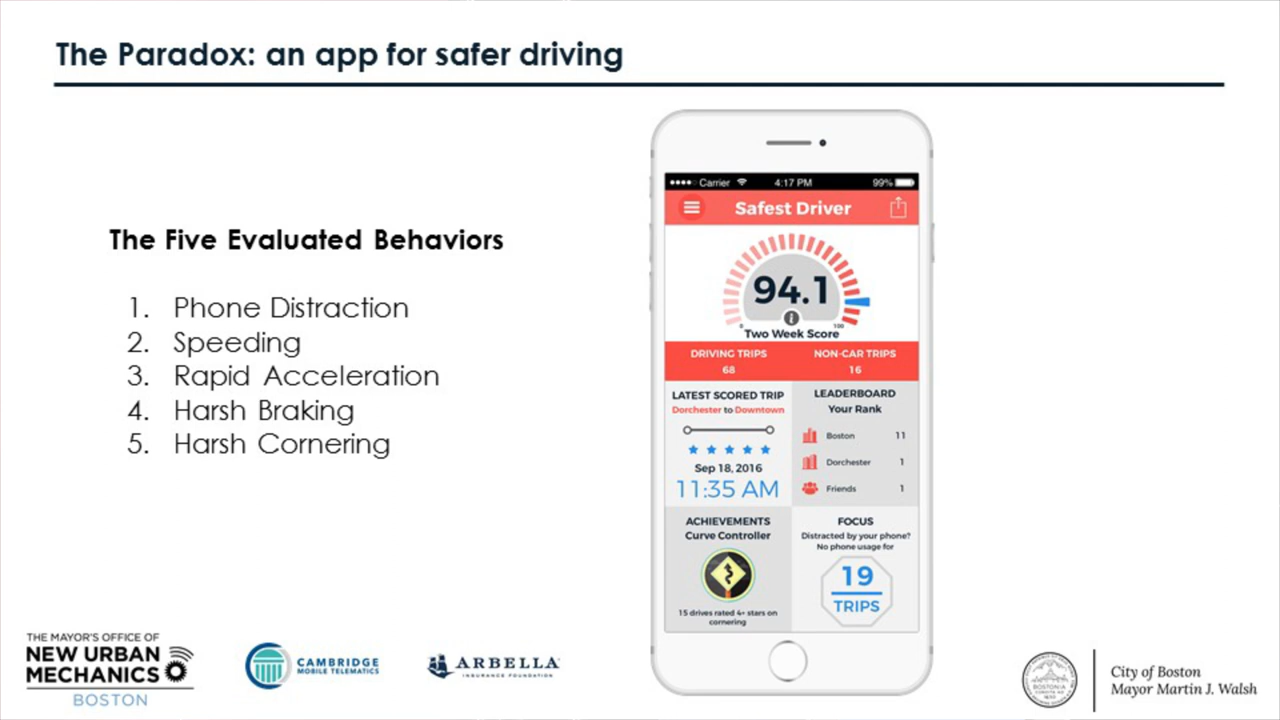 The Paradox: an app for safer driving
The Five Evaluated Behaviors
1. Phone Distraction
2. Speeding
3. Rapid Acceleration
4. Harsh Braking
5. Harsh Cornering
Carrier 4:17 PM 99%
Safest Driver
94.1
0 100
Two Week Score
DRIVING TRIPS
68
NON-CAR TRIPS
16
LATEST SCORED TRIP
Dorchester to Downtown
Sep 18, 2016
11:35 AM
LEADERBOARD
Your Rank
Boston 11
Dorchester 1
Friends 1
ACHIEVEMENTS
Curve Controller
15 drives rated 4+ stars on
cornering
FOCUS
Distracted by your phone?
No phone usage for
19
TRIPS
THE MAYOR'S OFFICE OF
NEW URBAN
MECHANICS
BOSTON
CAMBRIDGE
MOBILE TELEMATICS
ARBELLA
INSURANCE FOUNDATION
City of Boston
Mayor Martin J. Walsh